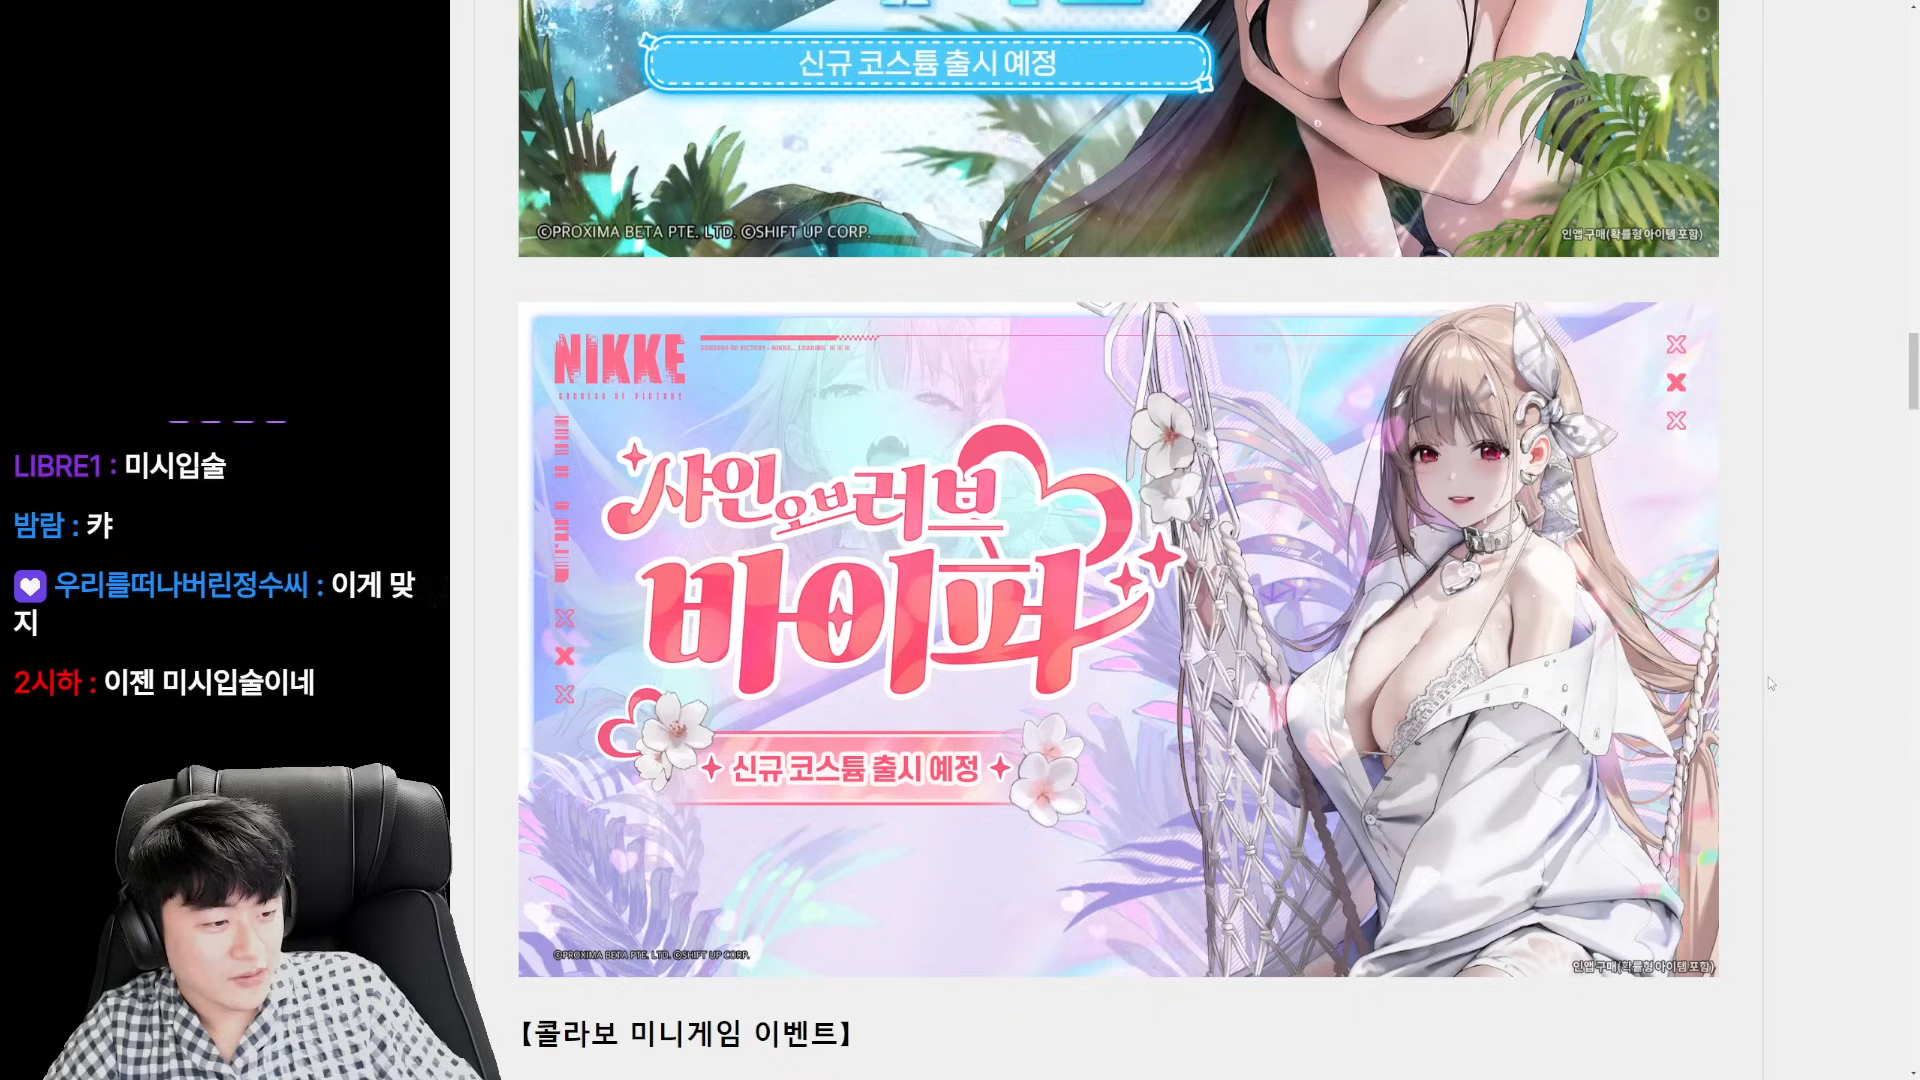 신규 코스튬 출시 예정
©PROXIMA BETA PTE. LTD. ©SHIFT UP CORP.
인앱 구매(확률형 아이템 포함)
LIBRE1 : 미시입술
밤람 : 캬
우리를떠나버린정수씨 : 이게 맞
지
2시하 : 이젠 미시입술이네
NIKKE
GODDESS OF VICTORY
샤인 오브 러브
바이퍼
신규 코스튬 출시 예정
©PROXIMA BETA PTE. LTD. ©SHIFT UP CORP.
인앱 구매(확률형 아이템 포함)
【콜라보 미니게임 이벤트】